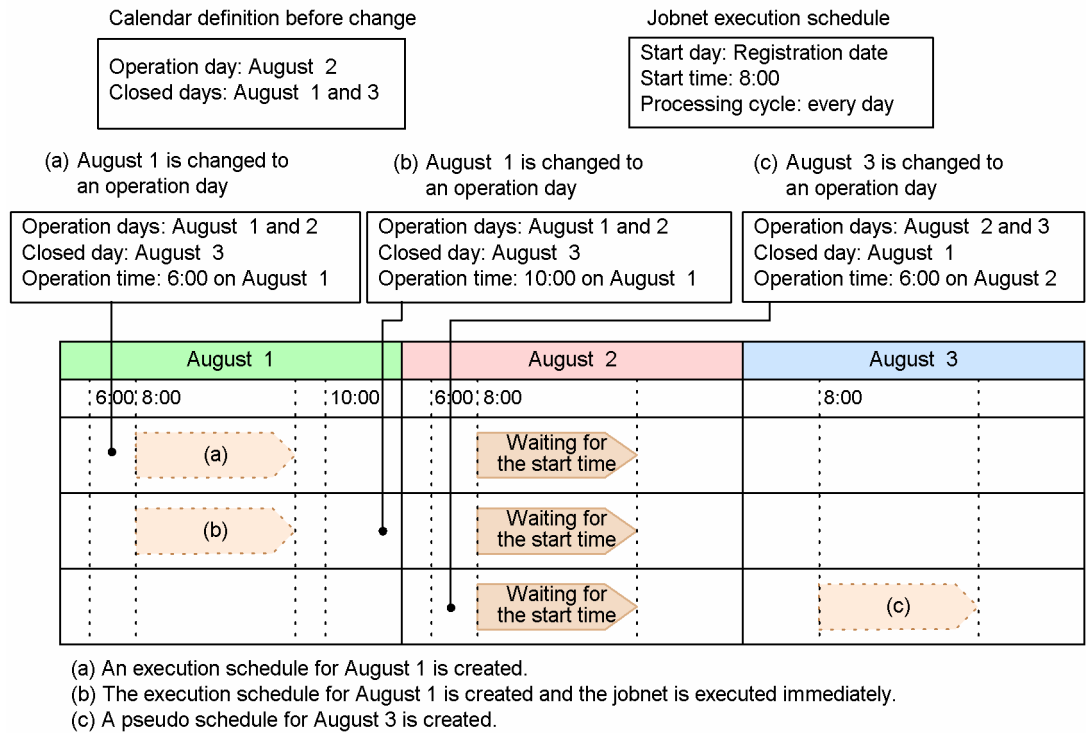 Calendar definition before change
Jobnet execution schedule
Operation day: August 2
Closed days: August 1 and 3
Start day: Registration date
Start time: 8:00
Processing cycle: every day
(a) August 1 is changed to
an operation day
(b) August 1 is changed to
an operation day
(c) August 3 is changed to
an operation day
Operation days: August 1 and 2
Closed day: August 3
Operation time: 6:00 on August 1
Operation days: August 1 and 2
Closed day: August 3
Operation time: 10:00 on August 1
Operation days: August 2 and 3
Closed day: August 1
Operation time: 6:00 on August 2
August 1
August 2
August 3
6:00 8:00 10:00 6:00 8:00 8:00
(a)
Waiting for
the start time
(b)
Waiting for
the start time
Waiting for
the start time
(c)
(a) An execution schedule for August 1 is created.
(b) The execution schedule for August 1 is created and the jobnet is executed immediately.
(c) A pseudo schedule for August 3 is created.